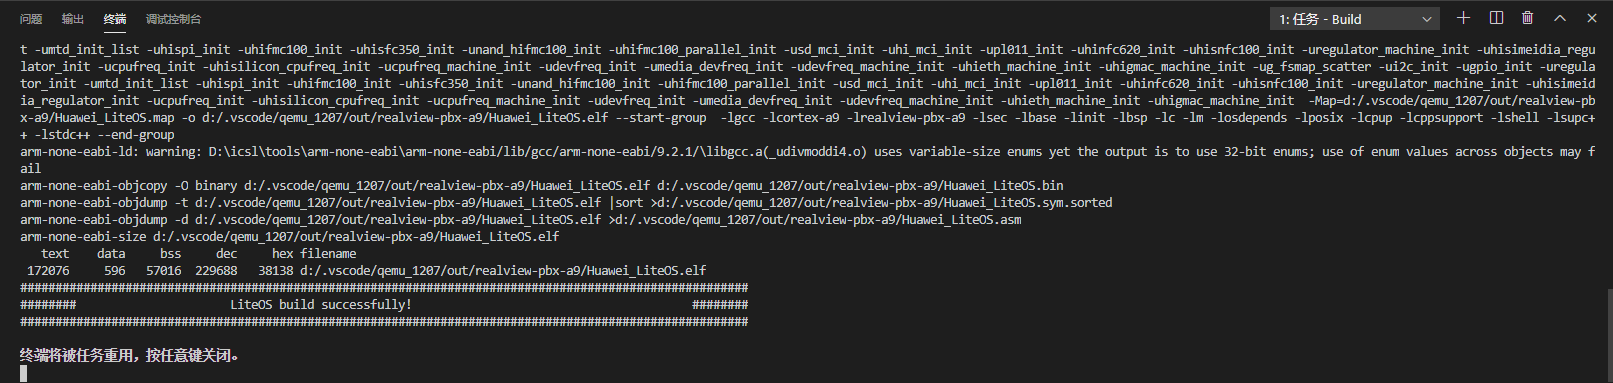 问题 输出 终端 调试控制台 1: 任务 - Build
t -umtd_init_list -uhispi_init -uhifmc100_init -uhisfc350_init -unand_hifmc100_init -uhifmc100_parallel_init -usd_mci_init -uhi_mci_init -upl011_init -uhinfc620_init -uhisnfc100_init -uregulator_machine_init -uhisimeidia_regu
lator_init -ucpufreq_init -uhisilicon_cpufreq_init -ucpufreq_machine_init -udevfreq_init -umedia_devfreq_init -udevfreq_machine_init -uhieth_machine_init -uhigmac_machine_init -ug_fsmap_scatter -ui2c_init -ugpio_init -uregula
tor_init -umtd_init_list -uhispi_init -uhifmc100_init -uhisfc350_init -unand_hifmc100_init -uhifmc100_parallel_init -usd_mci_init -uhi_mci_init -upl011_init -uhinfc620_init -uhisnfc100_init -uregulator_machine_init -uhisimeid
ia_regulator_init -ucpufreq_init -uhisilicon_cpufreq_init -ucpufreq_machine_init -udevfreq_init -umedia_devfreq_init -udevfreq_machine_init -uhieth_machine_init -uhigmac_machine_init  -Map=d:/.vscode/qemu_1207/out/realview-pb
x-a9/Huawei_LiteOS.map -o d:/.vscode/qemu_1207/out/realview-pbx-a9/Huawei_LiteOS.elf --start-group  -lgcc -lcortex-a9 -lrealview-pbx-a9 -lsec -lbase -linit -lbsp -lc -lm -losdepends -lposix -lcpup -lcppsupport -lshell -lsupc+
+ -lstdc++ --end-group
arm-none-eabi-ld: warning: D:\icsl\tools\arm-none-eabi\arm-none-eabi/lib/gcc/arm-none-eabi/9.2.1/\libgcc.a(_udivmoddi4.o) uses variable-size enums yet the output is to use 32-bit enums; use of enum values across objects may f
ail
arm-none-eabi-objcopy -O binary d:/.vscode/qemu_1207/out/realview-pbx-a9/Huawei_LiteOS.elf d:/.vscode/qemu_1207/out/realview-pbx-a9/Huawei_LiteOS.bin
arm-none-eabi-objdump -t d:/.vscode/qemu_1207/out/realview-pbx-a9/Huawei_LiteOS.elf |sort >d:/.vscode/qemu_1207/out/realview-pbx-a9/Huawei_LiteOS.sym.sorted
arm-none-eabi-objdump -d d:/.vscode/qemu_1207/out/realview-pbx-a9/Huawei_LiteOS.elf >d:/.vscode/qemu_1207/out/realview-pbx-a9/Huawei_LiteOS.asm
arm-none-eabi-size d:/.vscode/qemu_1207/out/realview-pbx-a9/Huawei_LiteOS.elf
   text    data     bss     dec     hex filename
 172076     596   57016  229688   38138 d:/.vscode/qemu_1207/out/realview-pbx-a9/Huawei_LiteOS.elf
########################################################################################################
########                      LiteOS build successfully!                                        ########
########################################################################################################
终端将被任务重用，按任意键关闭。